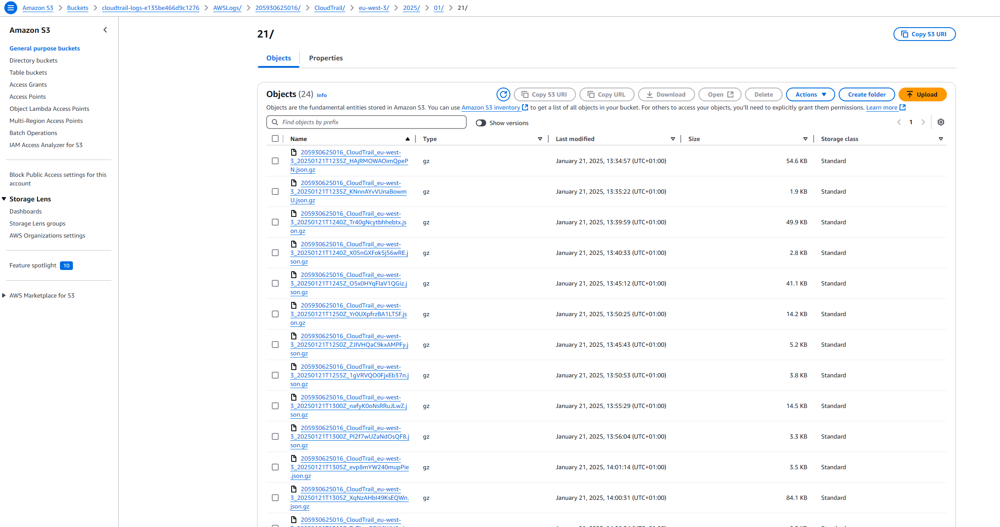 Amazon S3 > Buckets > cloudtrail-logs-e135be466d9c1276 > AWSLogs/ > 205930625016/ > CloudTrail/ > eu-west-3/ > 2025/ > 01/ > 21/
Amazon S3
General purpose buckets
Directory buckets
Table buckets
Access Grants
Access Points
Object Lambda Access Points
Multi-Region Access Points
Batch Operations
IAM Access Analyzer for S3
Block Public Access settings for this
account
Storage Lens
Dashboards
Storage Lens groups
AWS Organizations settings
Feature spotlight 10
AWS Marketplace for S3
21/
Copy S3 URI
Objects Properties
Objects (24) Info
Copy S3 URI Copy URL Download Open Delete Actions Create folder Upload
Objects are the fundamental entities stored in Amazon S3. You can use Amazon S3 inventory to get a list of all objects in your bucket. For others to access your objects, you'll need to explicitly grant them permissions. Learn more
Find objects by prefix Show versions 1
Name Type Last modified Size Storage class
205930625016_CloudTrail_eu-west-
3_20250121T1235Z_HAjRMOWAOimQpeP gz January 21, 2025, 13:34:57 (UTC+01:00) 54.6 KB Standard
N.json.gz
205930625016_CloudTrail_eu-west-
3_20250121T1235Z_KNnnAYvVUnaBowm gz January 21, 2025, 13:35:22 (UTC+01:00) 1.9 KB Standard
U.json.gz
205930625016_CloudTrail_eu-west-
3_20250121T1240Z_Tr40gNcytbhhebtx.js gz January 21, 2025, 13:39:59 (UTC+01:00) 49.9 KB Standard
on.gz
205930625016_CloudTrail_eu-west-
3_20250121T1240Z_X05nGXFok5j56wRE.j gz January 21, 2025, 13:40:33 (UTC+01:00) 2.8 KB Standard
son.gz
205930625016_CloudTrail_eu-west-
3_20250121T1245Z_O5x0HYqFlaV1QGiz.j gz January 21, 2025, 13:45:12 (UTC+01:00) 41.1 KB Standard
son.gz
205930625016_CloudTrail_eu-west-
3_20250121T1250Z_Yr0UXpfrzBA1LT5F.js gz January 21, 2025, 13:50:25 (UTC+01:00) 14.2 KB Standard
on.gz
205930625016_CloudTrail_eu-west-
3_20250121T1250Z_ZJIVHQaC9kxAMPFy.j gz January 21, 2025, 13:45:43 (UTC+01:00) 5.2 KB Standard
son.gz
205930625016_CloudTrail_eu-west-
3_20250121T1255Z_1gVRVQO0FjxEb37n.j gz January 21, 2025, 13:50:53 (UTC+01:00) 3.8 KB Standard
son.gz
205930625016_CloudTrail_eu-west-
3_20250121T1300Z_nafyK0oNsRRuJLwZ.j gz January 21, 2025, 13:55:29 (UTC+01:00) 14.5 KB Standard
son.gz
205930625016_CloudTrail_eu-west-
3_20250121T1300Z_PI2f7wUZaNdOsQF8.j gz January 21, 2025, 13:56:04 (UTC+01:00) 3.3 KB Standard
son.gz
205930625016_CloudTrail_eu-west-
3_20250121T1305Z_evp8mYW240mupPie gz January 21, 2025, 14:01:14 (UTC+01:00) 3.5 KB Standard
.json.gz
205930625016_CloudTrail_eu-west-
3_20250121T1305Z_XqNzAHbI49KsEQWn. gz January 21, 2025, 14:00:31 (UTC+01:00) 84.1 KB Standard
json.gz
205930625016_CloudTrail_eu-west-